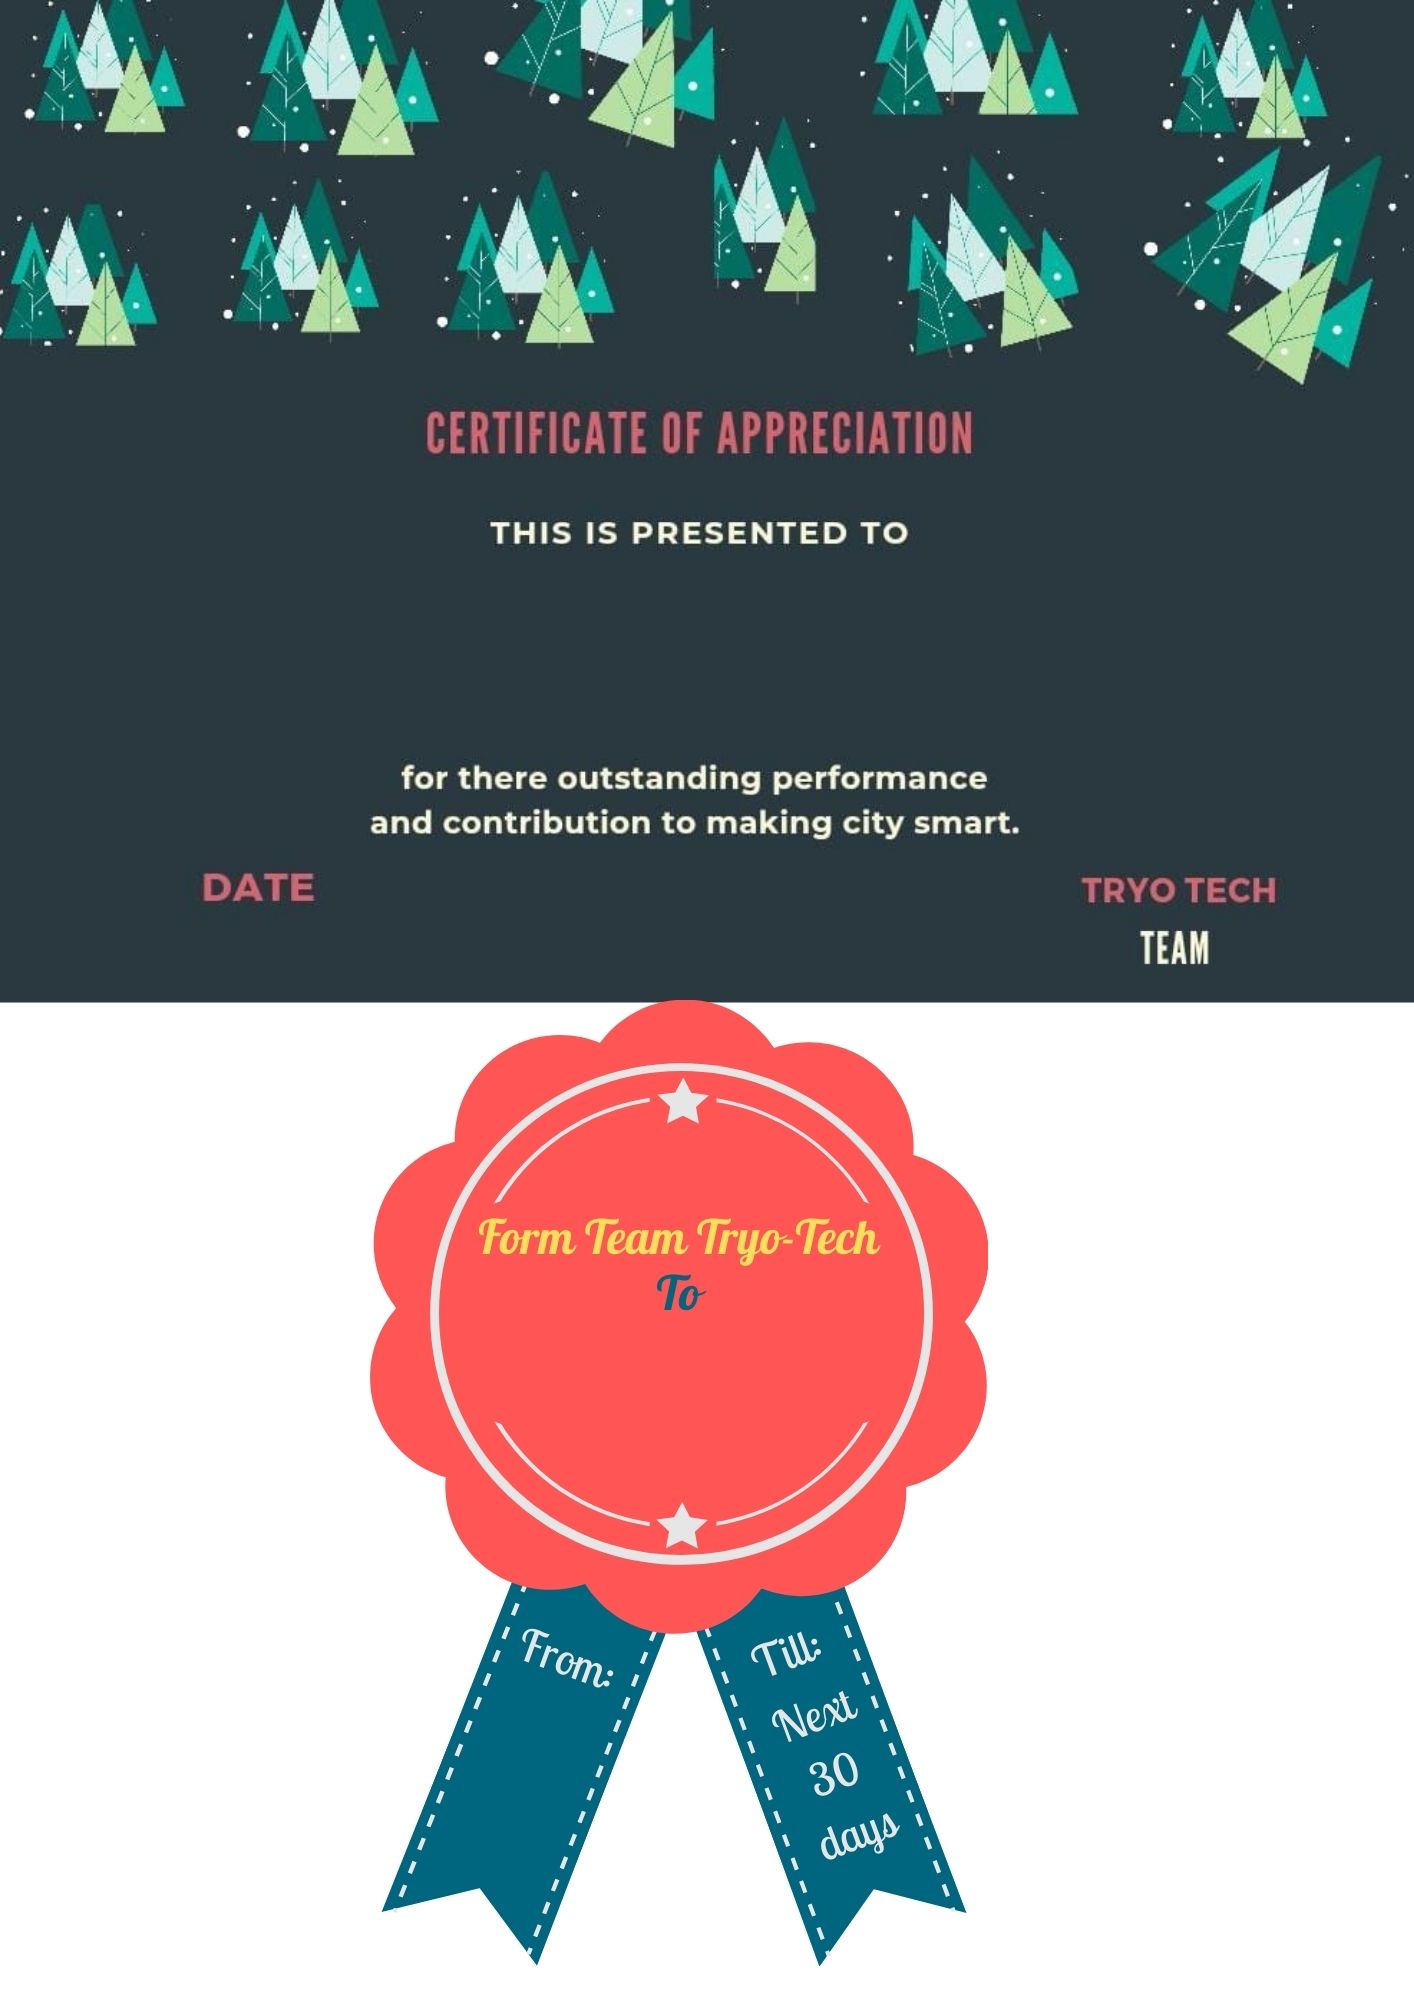 CERTIFICATE OF APPRECIATION
THIS IS PRESENTED TO
for there outstanding performance
and contribution to making city smart.
DATE
TRYO TECH
TEAM
Form Team Tryo-Tech
To
From:
Till:
Next
30
days